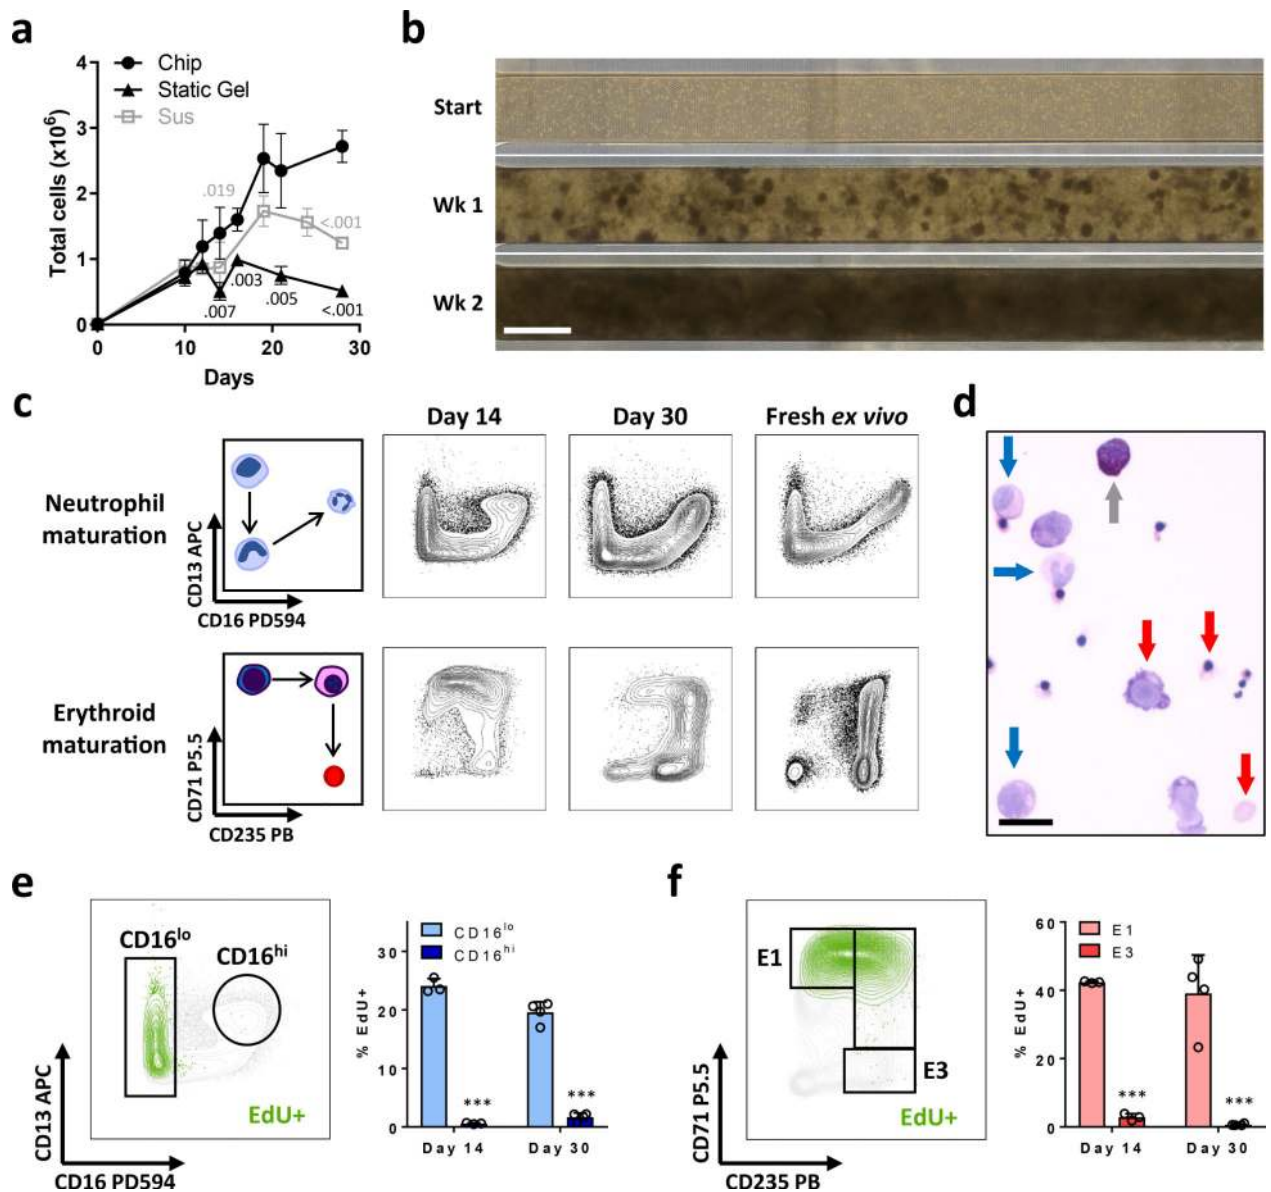 a
Chip
Static Gel
Sus
Total cells (x10⁶)
4
3
2
1
0
.019
<.001
.003
.007
.005
<.001
0
10
20
30
Days
b
Start
Wk 1
Wk 2
c
Day 14
Day 30
Fresh ex vivo
Neutrophil
maturation
CD13 APC
CD16 PD594
Erythroid
maturation
CD71 P5.5
CD235 PB
d
e
CD16lo
CD16hi
EdU+
CD13 APC
CD16 PD594
CD16lo
CD16hi
% EdU+
30
20
10
0
***
***
Day 14
Day 30
f
E1
E3
EdU+
CD71 P5.5
CD235 PB
E1
E3
% EdU+
60
40
20
0
***
***
Day 14
Day 30